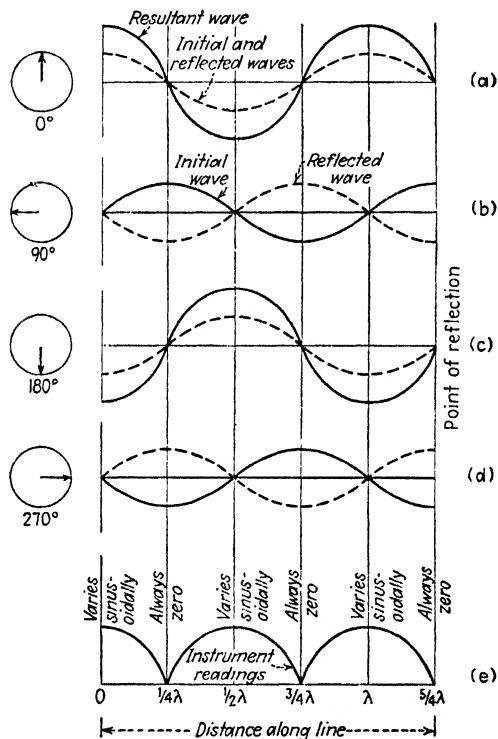 Resultant wave
Initial and
reflected waves
0°
(a)
Initial
wave
Reflected
wave
90°
(b)
180°
(c)
Point of reflection
270°
(d)
Varies
sinus-
oidally
Always
zero
Varies
sinus-
oidally
Always
zero
Varies
sinus-
oidally
Always
zero
Instrument
readings
(e)
0
1/4λ
1/2λ
3/4λ
λ
5/4λ
Distance along line